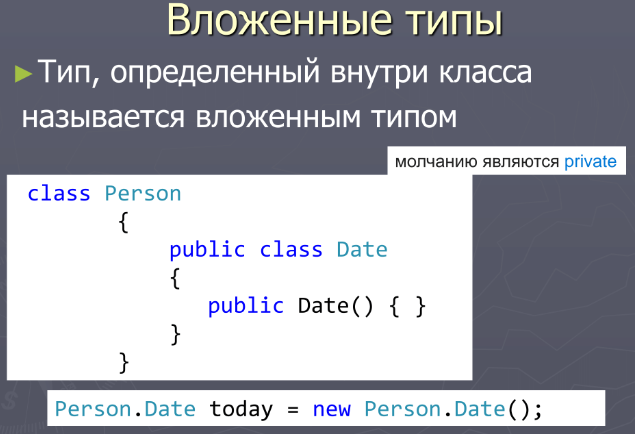 Вложенные типы
Тип, определенный внутри класса
называется вложенным типом
молчанию являются private
class Person
{
public class Date
{
public Date() { }
}
}
Person.Date today = new Person.Date();